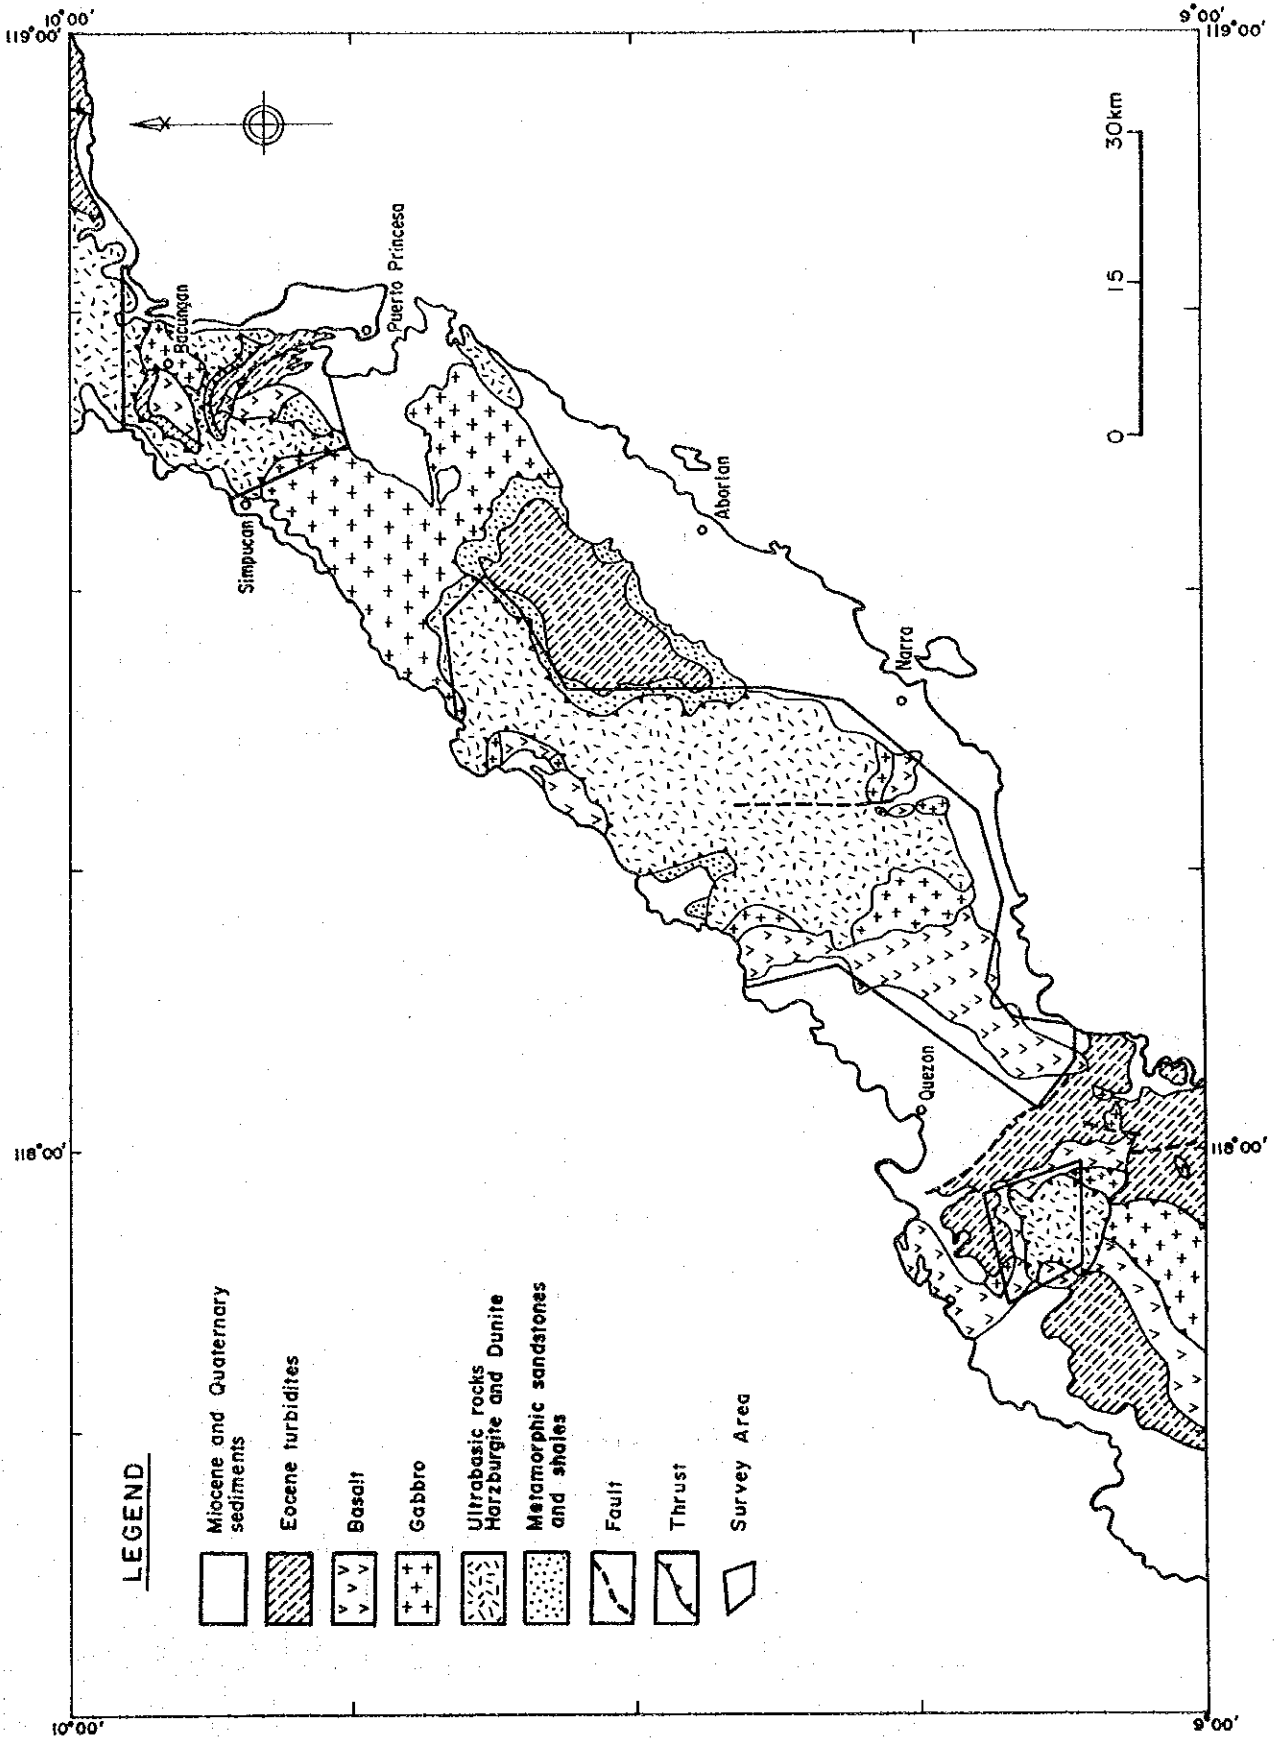 10°00'
119°00'
9°00'
119°00'
Bacungan
Puerto Princesa
Simpucan
Aborlan
Narra
Quezon
0
15
30km
118°00'
118°00'
10°00'
9°00'
LEGEND
Miocene and Quaternary
sediments
Eocene turbidites
Basalt
Gabbro
Ultrabasic rocks
Harzburgite and Dunite
Metamorphic sandstones
and shales
Fault
Thrust
Survey Area